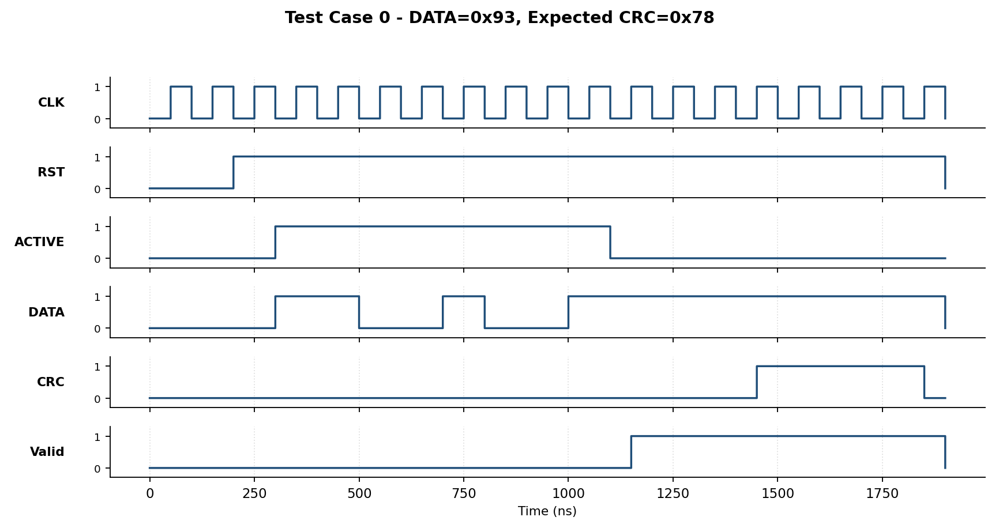 Test Case 0 - DATA=0x93, Expected CRC=0x78
1
CLK
0
1
RST
0
1
ACTIVE
0
1
DATA
0
1
CRC
0
1
Valid
0
0 250 500 750 1000 1250 1500 1750
Time (ns)